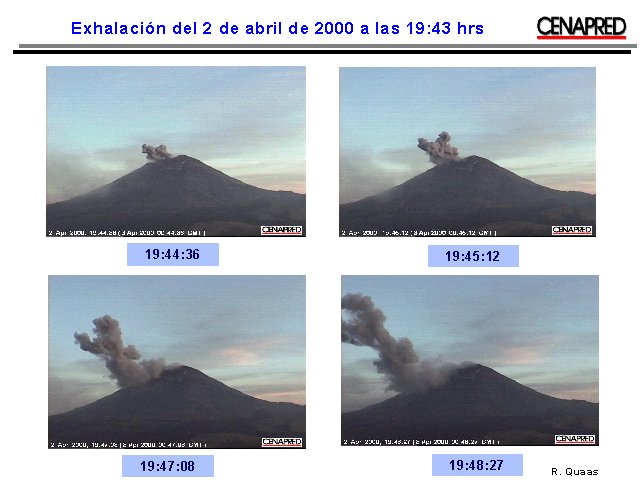 Exhalación del 2 de abril de 2000 a las 19:43 hrs
CENAPRED
2 Apr 2000, 19:44:36 (3 Apr 2000 00:44:36 GMT)
CENAPRED
2 Apr 2000, 19:45:12 (3 Apr 2000 00:45:12 GMT)
CENAPRED
19:44:36
19:45:12
2 Apr 2000, 19:47:08 (3 Apr 2000 00:47:08 GMT)
CENAPRED
2 Apr 2000, 19:48:27 (3 Apr 2000 00:48:27 GMT)
CENAPRED
19:47:08
19:48:27
R. Quaas